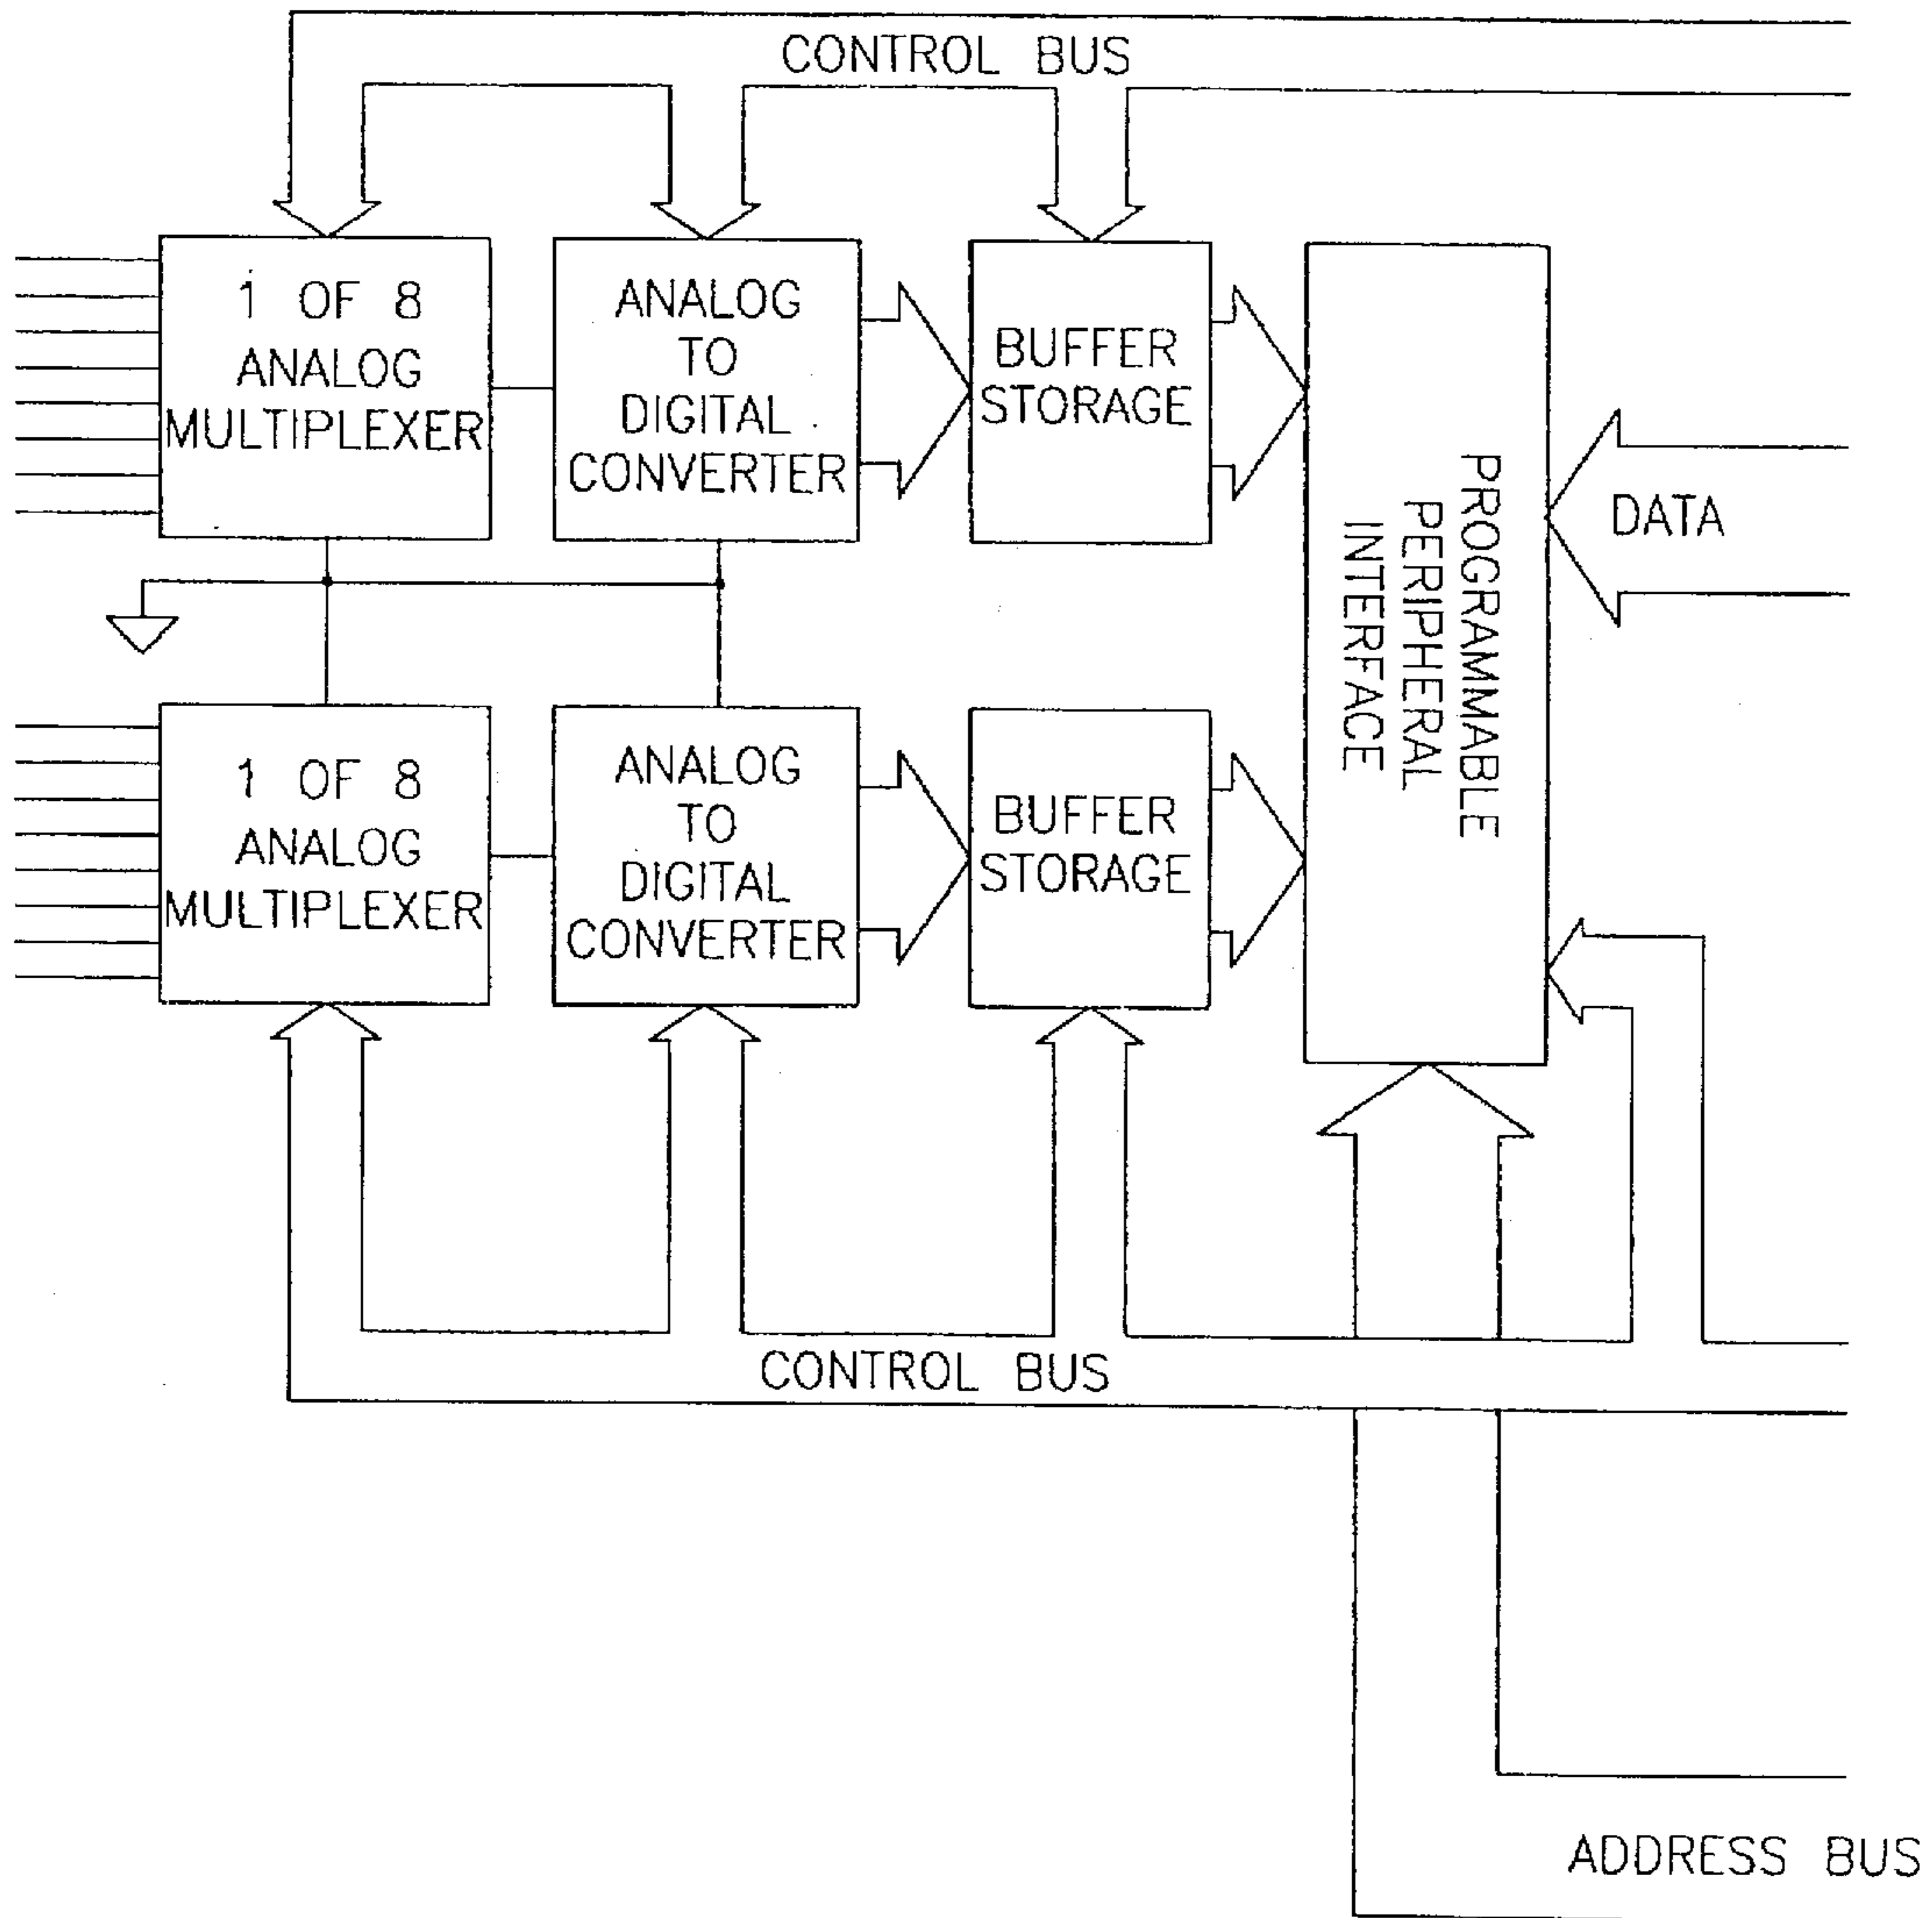 CONTROL BUS
1 OF 8
ANALOG
MULTIPLEXER
ANALOG
TO
DIGITAL
CONVERTER
BUFFER
STORAGE
PROGRAMMABLE
PERIPHERAL
INTERFACE
DATA
1 OF 8
ANALOG
MULTIPLEXER
ANALOG
TO
DIGITAL
CONVERTER
BUFFER
STORAGE
CONTROL BUS
ADDRESS BUS